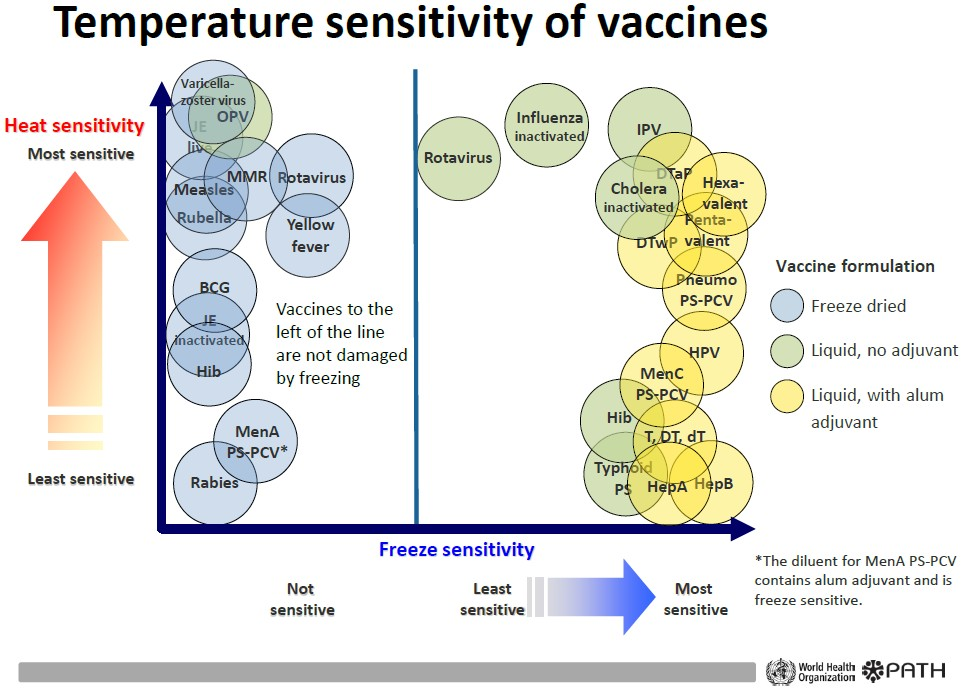 Temperature sensitivity of vaccines
Heat sensitivity
Most sensitive
Least sensitive
Varicella-
zoster virus
OPV
JE
live
MMR
Rotavirus
Measles
Rubella
Yellow
fever
BCG
JE
inactivated
Hib
MenA
PS-PCV*
Rabies
Vaccines to the
left of the line
are not damaged
by freezing
Rotavirus
Influenza
inactivated
IPV
DTaP
Cholera
inactivated
Hexa-
valent
Penta-
valent
DTwP
Pneumo
PS-PCV
HPV
MenC
PS-PCV
Hib
T, DT, dT
Typhoid
PS
HepA
HepB
Vaccine formulation
Freeze dried
Liquid, no adjuvant
Liquid, with alum
adjuvant
Freeze sensitivity
Not
sensitive
Least
sensitive
Most
sensitive
*The diluent for MenA PS-PCV
contains alum adjuvant and is
freeze sensitive.
World Health
Organization
PATH